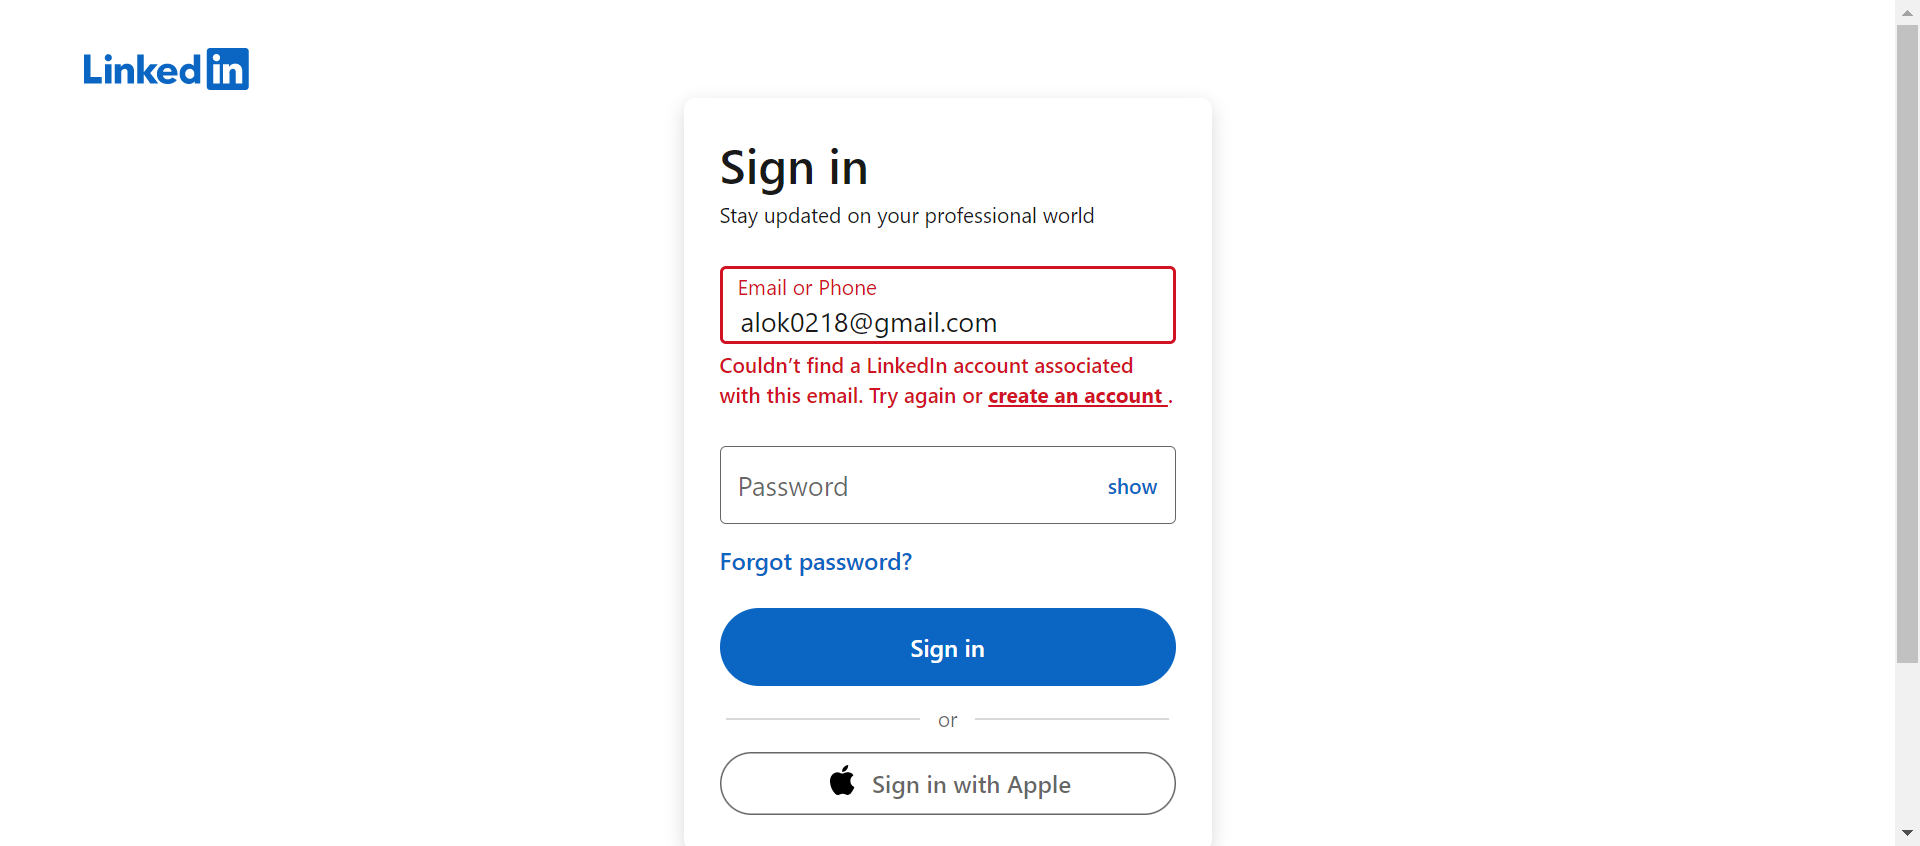 Linked in
Sign in
Stay updated on your professional world
Email or Phone
alok0218@gmail.com
Couldn’t find a LinkedIn account associated
with this email. Try again or create an account .
Password show
Forgot password?
Sign in
or
Sign in with Apple